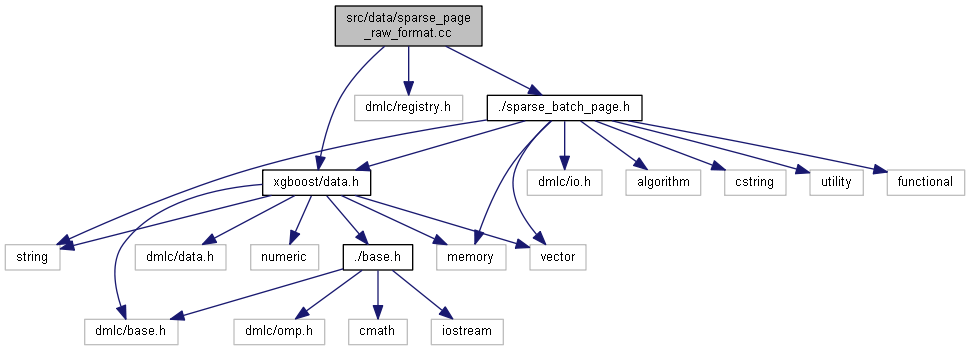 src/data/sparse_page
_raw_format.cc
dmlc/registry.h
./sparse_batch_page.h
xgboost/data.h
dmlc/io.h
algorithm
cstring
utility
functional
string
dmlc/data.h
numeric
./base.h
memory
vector
dmlc/base.h
dmlc/omp.h
cmath
iostream